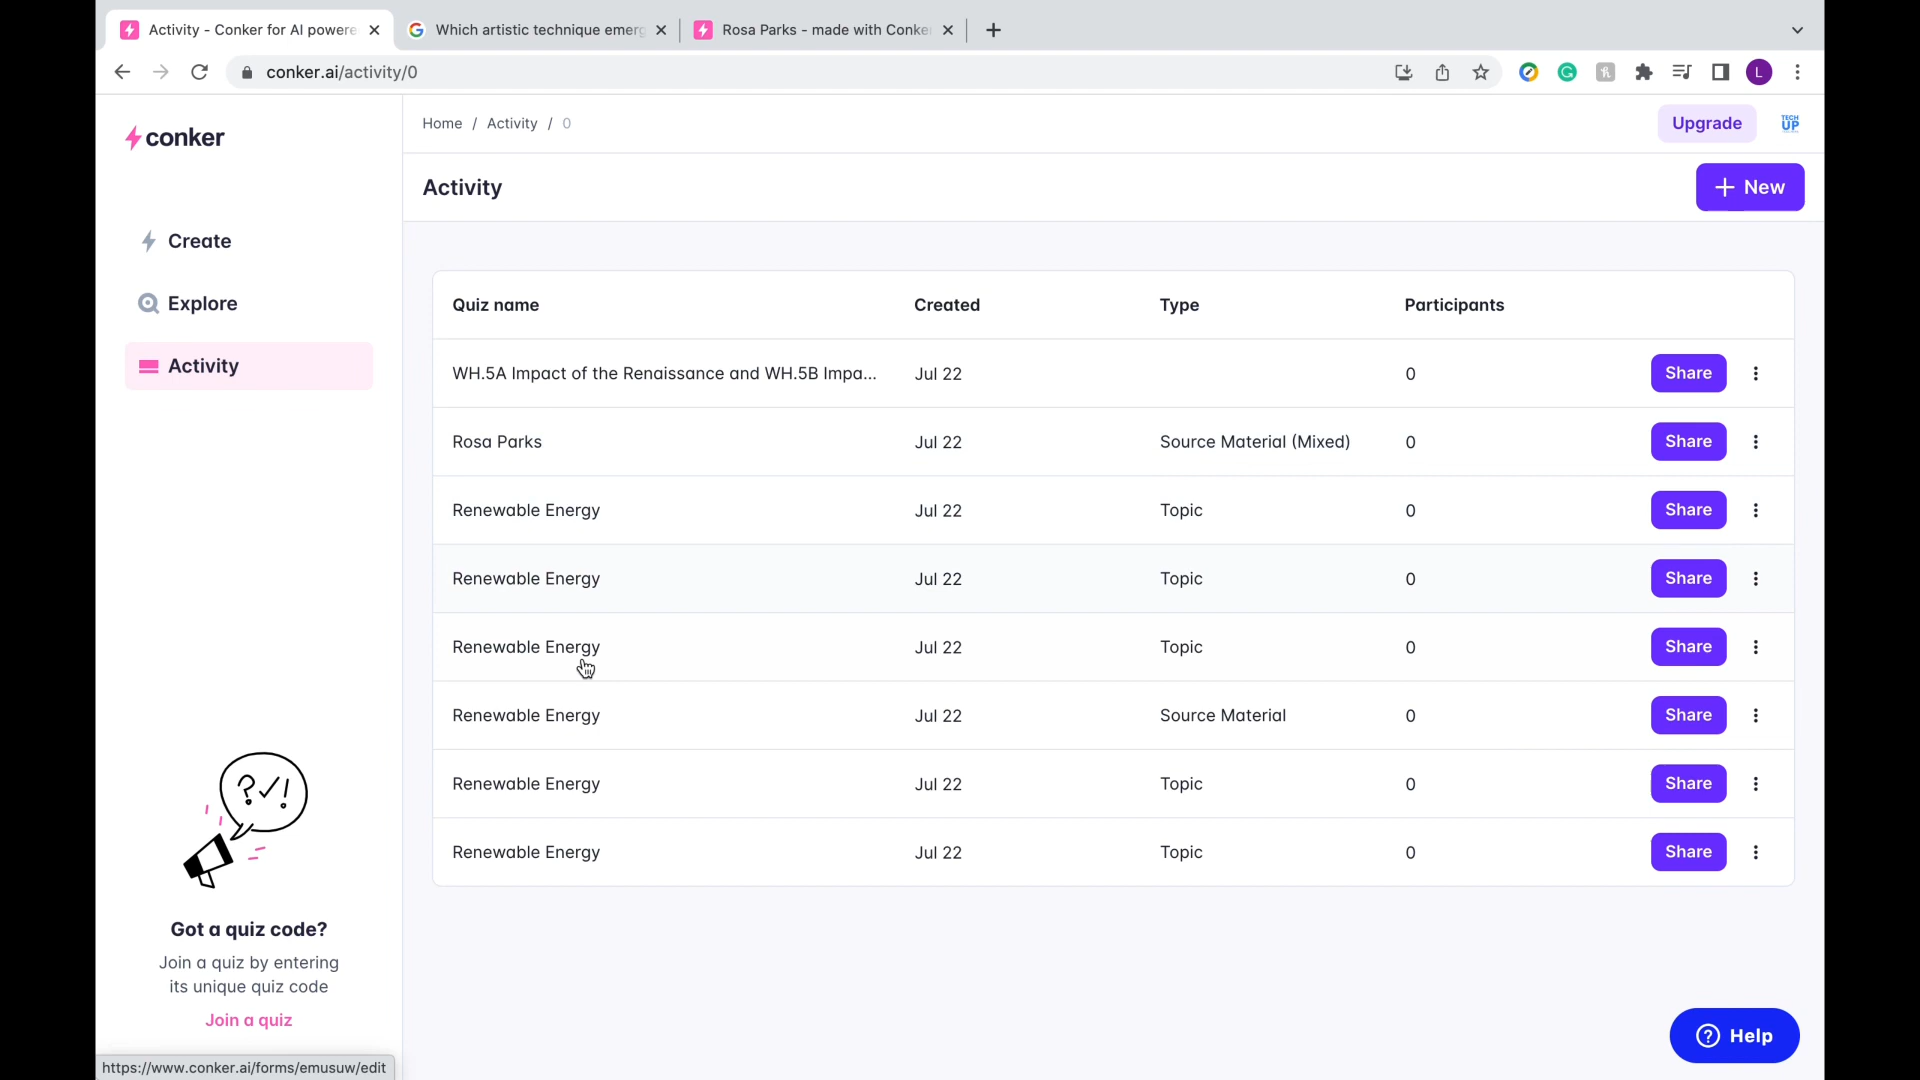 Activity - Conker for AI powere
Which artistic technique emerg
Rosa Parks - made with Conke
conker.ai/activity/0
L
conker
Home / Activity / 0
Upgrade
TECH
UP
Activity
+ New
Create
Explore
Activity
Quiz name Created Type Participants
WH.5A Impact of the Renaissance and WH.5B Impa... Jul 22 0 Share
Rosa Parks Jul 22 Source Material (Mixed) 0 Share
Renewable Energy Jul 22 Topic 0 Share
Renewable Energy Jul 22 Topic 0 Share
Renewable Energy Jul 22 Topic 0 Share
Renewable Energy Jul 22 Source Material 0 Share
Renewable Energy Jul 22 Topic 0 Share
Renewable Energy Jul 22 Topic 0 Share
?✓!
Got a quiz code?
Join a quiz by entering
its unique quiz code
Join a quiz
? Help
https://www.conker.ai/forms/emusuw/edit